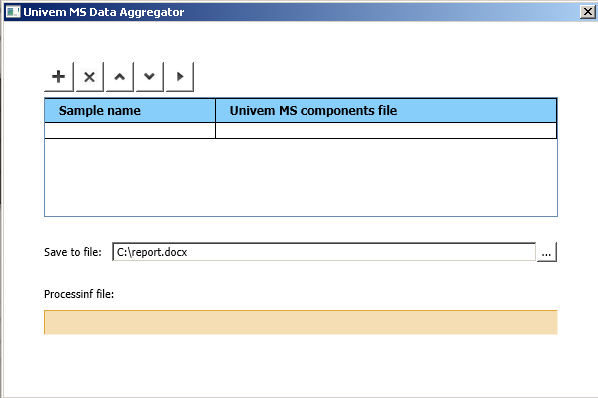 Univem MS Data Aggregator
Sample name Univem MS components file
Save to file: C:\report.docx ...
Processinf file: